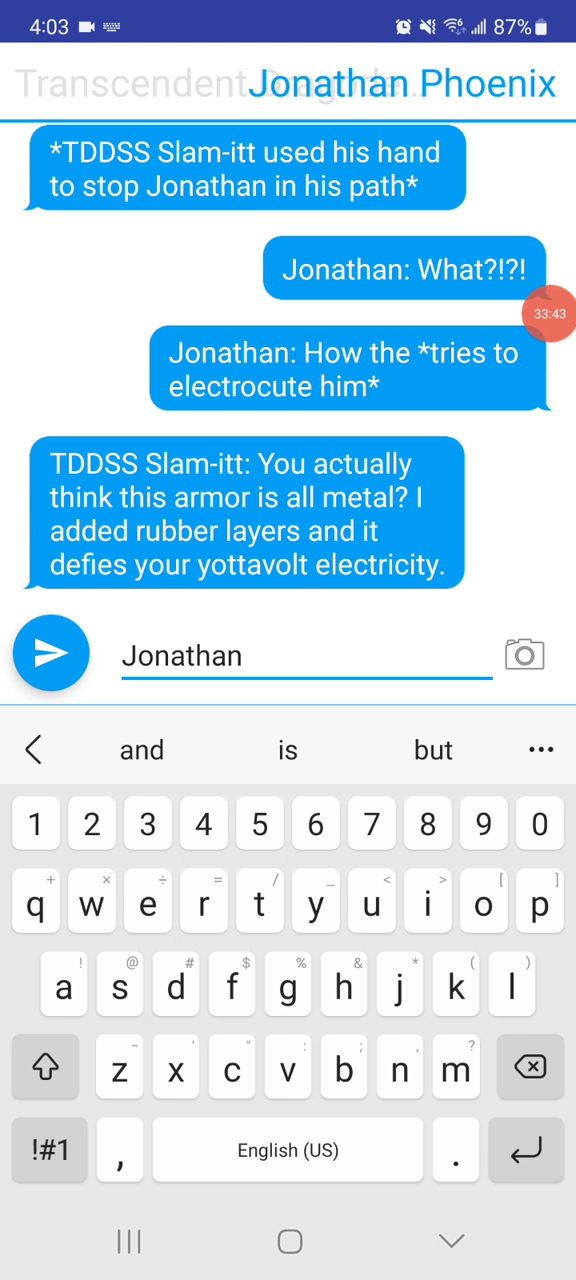 4:03 87%
Transcendent Jonathan Phoenix
*TDDSS Slam-itt used his hand
to stop Jonathan in his path*
Jonathan: What?!?!
33:43
Jonathan: How the *tries to
electrocute him*
TDDSS Slam-itt: You actually
think this armor is all metal? I
added rubber layers and it
defies your yottavolt electricity.
Jonathan
and is but ...
1 2 3 4 5 6 7 8 9 0
+ × ÷ = / _ < > [ ]
q w e r t y u i o p
! @ # $ % & * ( )
a s d f g h j k l
- ' " : ; , ?
z x c v b n m
!#1 , English (US) .